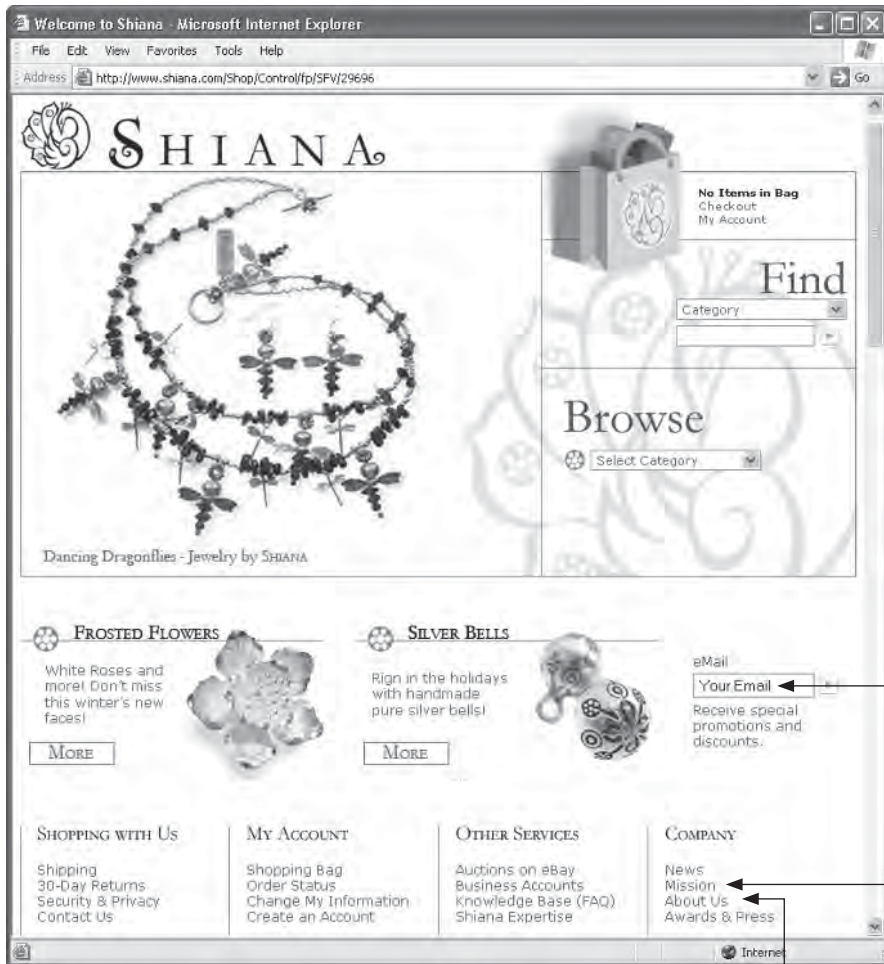 Welcome to Shiana - Microsoft Internet Explorer
File Edit View Favorites Tools Help
Address http://www.shiana.com/Shop/Control/fp/SFV/29696 Go
SHIANA
No Items in Bag
Checkout
My Account
Find
Category
Browse
Select Category
Dancing Dragonflies - Jewelry by SHIANA
FROSTED FLOWERS
White Roses and
more! Don't miss
this winter's new
faces!
MORE
SILVER BELLS
Rign in the holidays
with handmade
pure silver bells!
MORE
eMail
Your Email
Receive special
promotions and
discounts.
SHOPPING WITH US
Shipping
30-Day Returns
Security & Privacy
Contact Us
MY ACCOUNT
Shopping Bag
Order Status
Change My Information
Create an Account
OTHER SERVICES
Auctions on eBay
Business Accounts
Knowledge Base (FAQ)
Shiana Expertise
COMPANY
News
Mission
About Us
Awards & Press
Internet